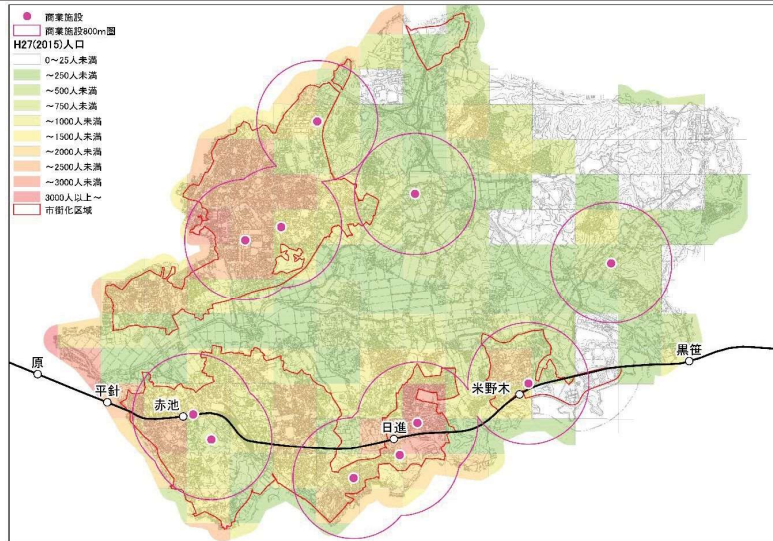 商業施設
商業施設800m圏
H27(2015)人口
0～25人未満
～250人未満
～500人未満
～750人未満
～1000人未満
～1500人未満
～2000人未満
～2500人未満
～3000人未満
3000人以上～
市街化区域
原
平針
赤池
日進
米野木
黒笹